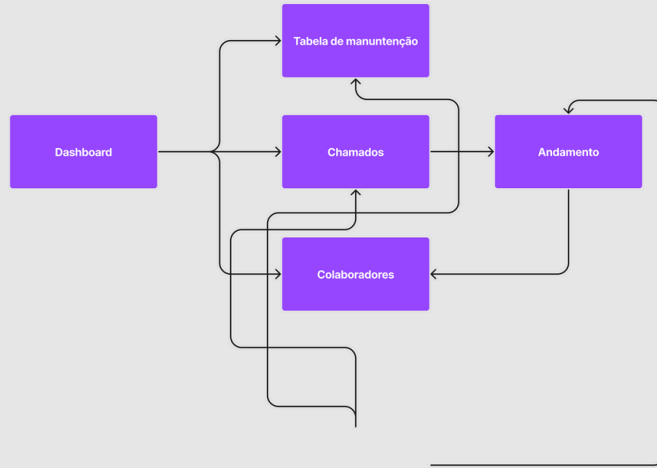 Tabela de manuntenção
Dashboard
Chamados
Andamento
Colaboradores